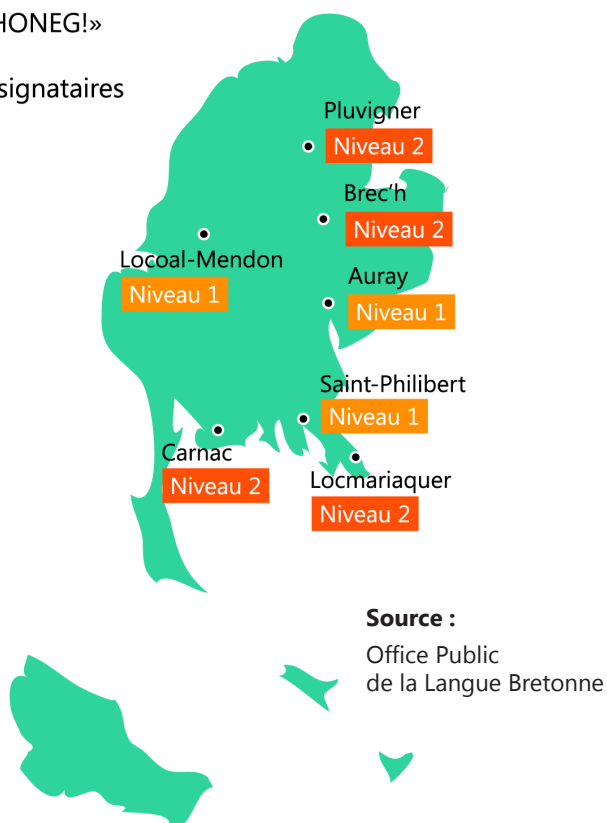 HONEG!»
signataires
Pluvigner
Niveau 2
Brec'h
Niveau 2
Locoal-Mendon
Niveau 1
Auray
Niveau 1
Saint-Philibert
Niveau 1
Carnac
Niveau 2
Locmariaquer
Niveau 2
Source :
Office Public
de la Langue Bretonne